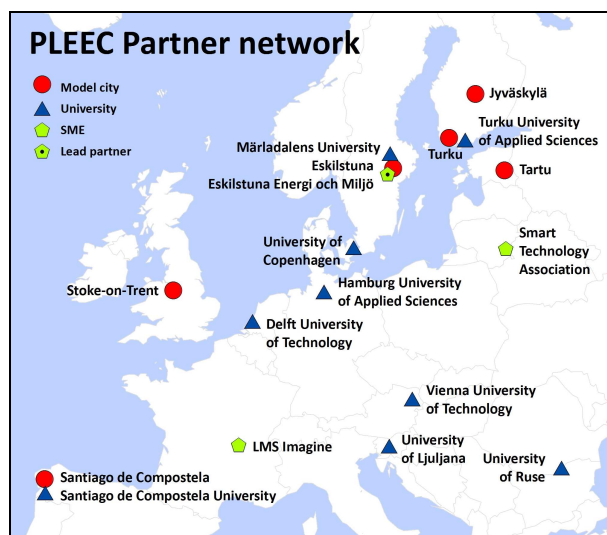 PLEEC Partner network
Model city
University
SME
Lead partner
Jyväskylä
Turku University
of Applied Sciences
Turku
Märladalens University
Eskilstuna
Eskilstuna Energi och Miljö
Tartu
University of
Copenhagen
Smart
Technology
Association
Stoke-on-Trent
Hamburg University
of Applied Sciences
Delft University
of Technology
Vienna University
of Technology
LMS Imagine
University
of Ljuljana
University
of Ruse
Santiago de Compostela
Santiago de Compostela University